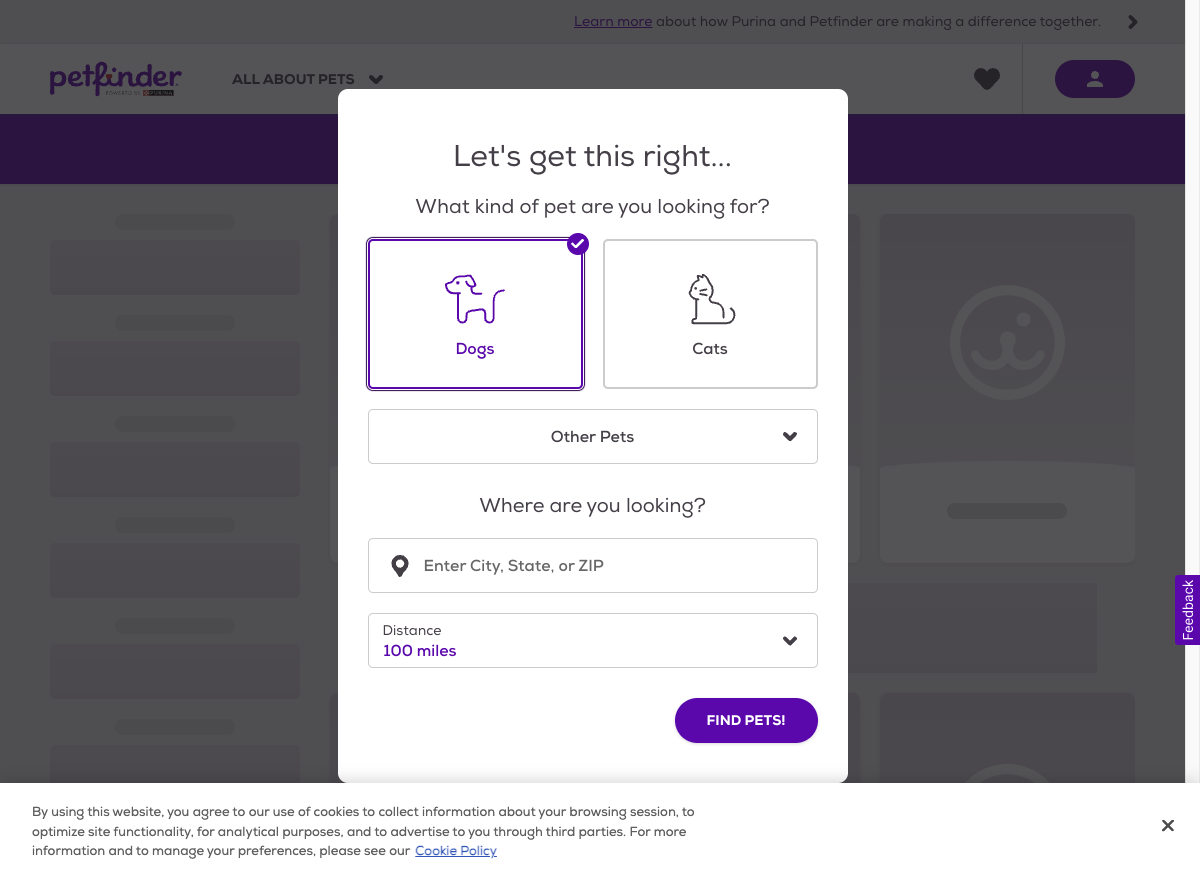 Learn more about how Purina and Petfinder are making a difference together.
petfinder
POWERED BY PURINA
ALL ABOUT PETS
Let's get this right...
What kind of pet are you looking for?
Dogs
Cats
Other Pets
Where are you looking?
Enter City, State, or ZIP
Distance
100 miles
Feedback
FIND PETS!
By using this website, you agree to our use of cookies to collect information about your browsing session, to
optimize site functionality, for analytical purposes, and to advertise to you through third parties. For more
information and to manage your preferences, please see our Cookie Policy